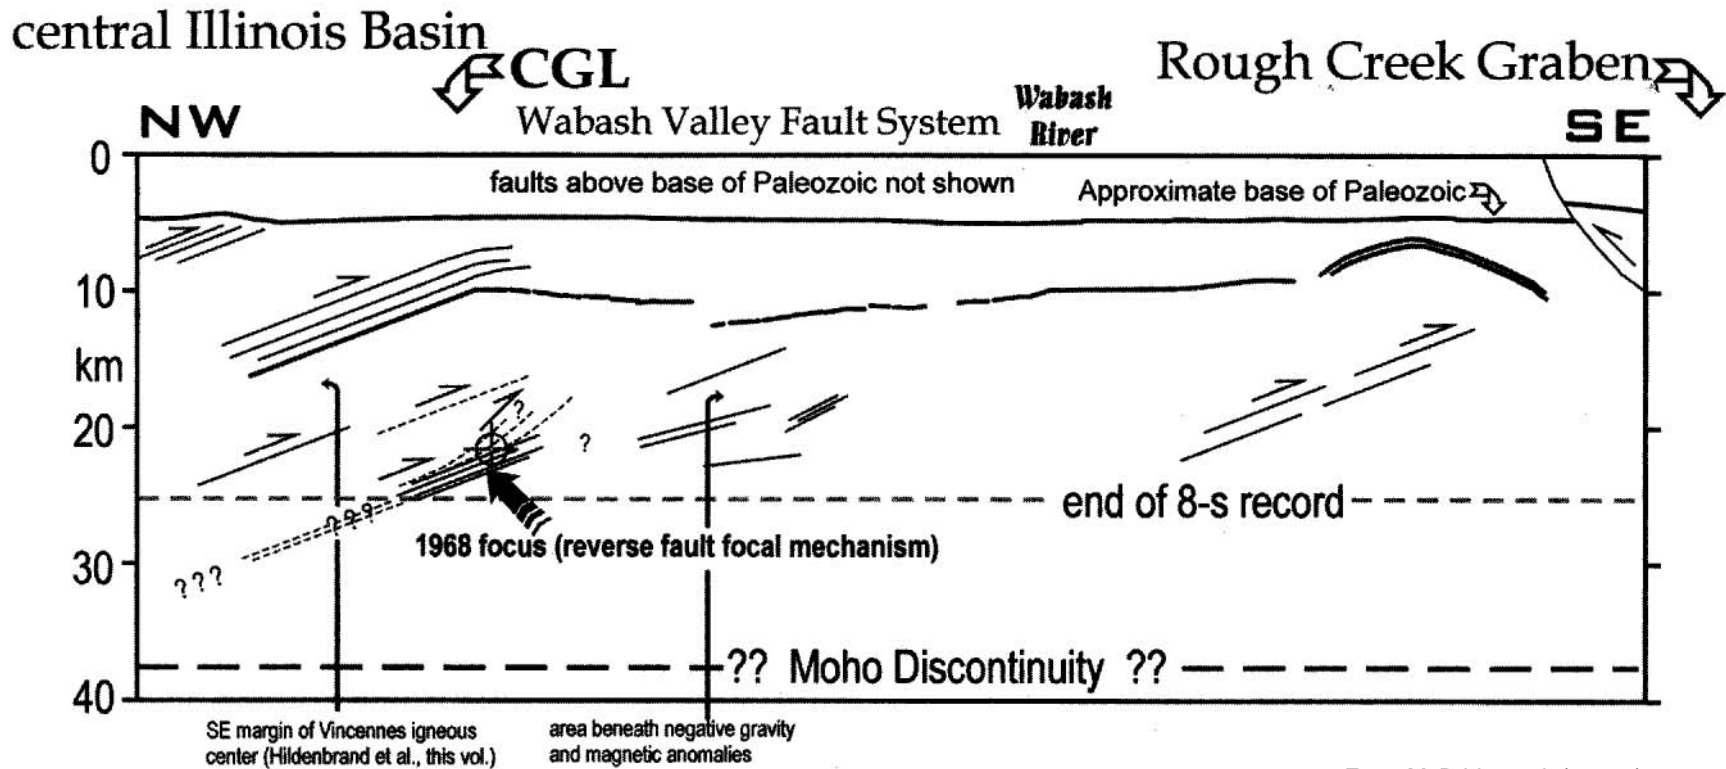 central Illinois Basin
CGL
Rough Creek Graben
NW
Wabash Valley Fault System
Wabash
River
SE
0
faults above base of Paleozoic not shown
Approximate base of Paleozoic
10
km
?
20
?
end of 8-s record
???
1968 focus (reverse fault focal mechanism)
30
???
?? Moho Discontinuity ??
40
SE margin of Vincennes igneous
center (Hildenbrand et al., this vol.)
area beneath negative gravity
and magnetic anomalies